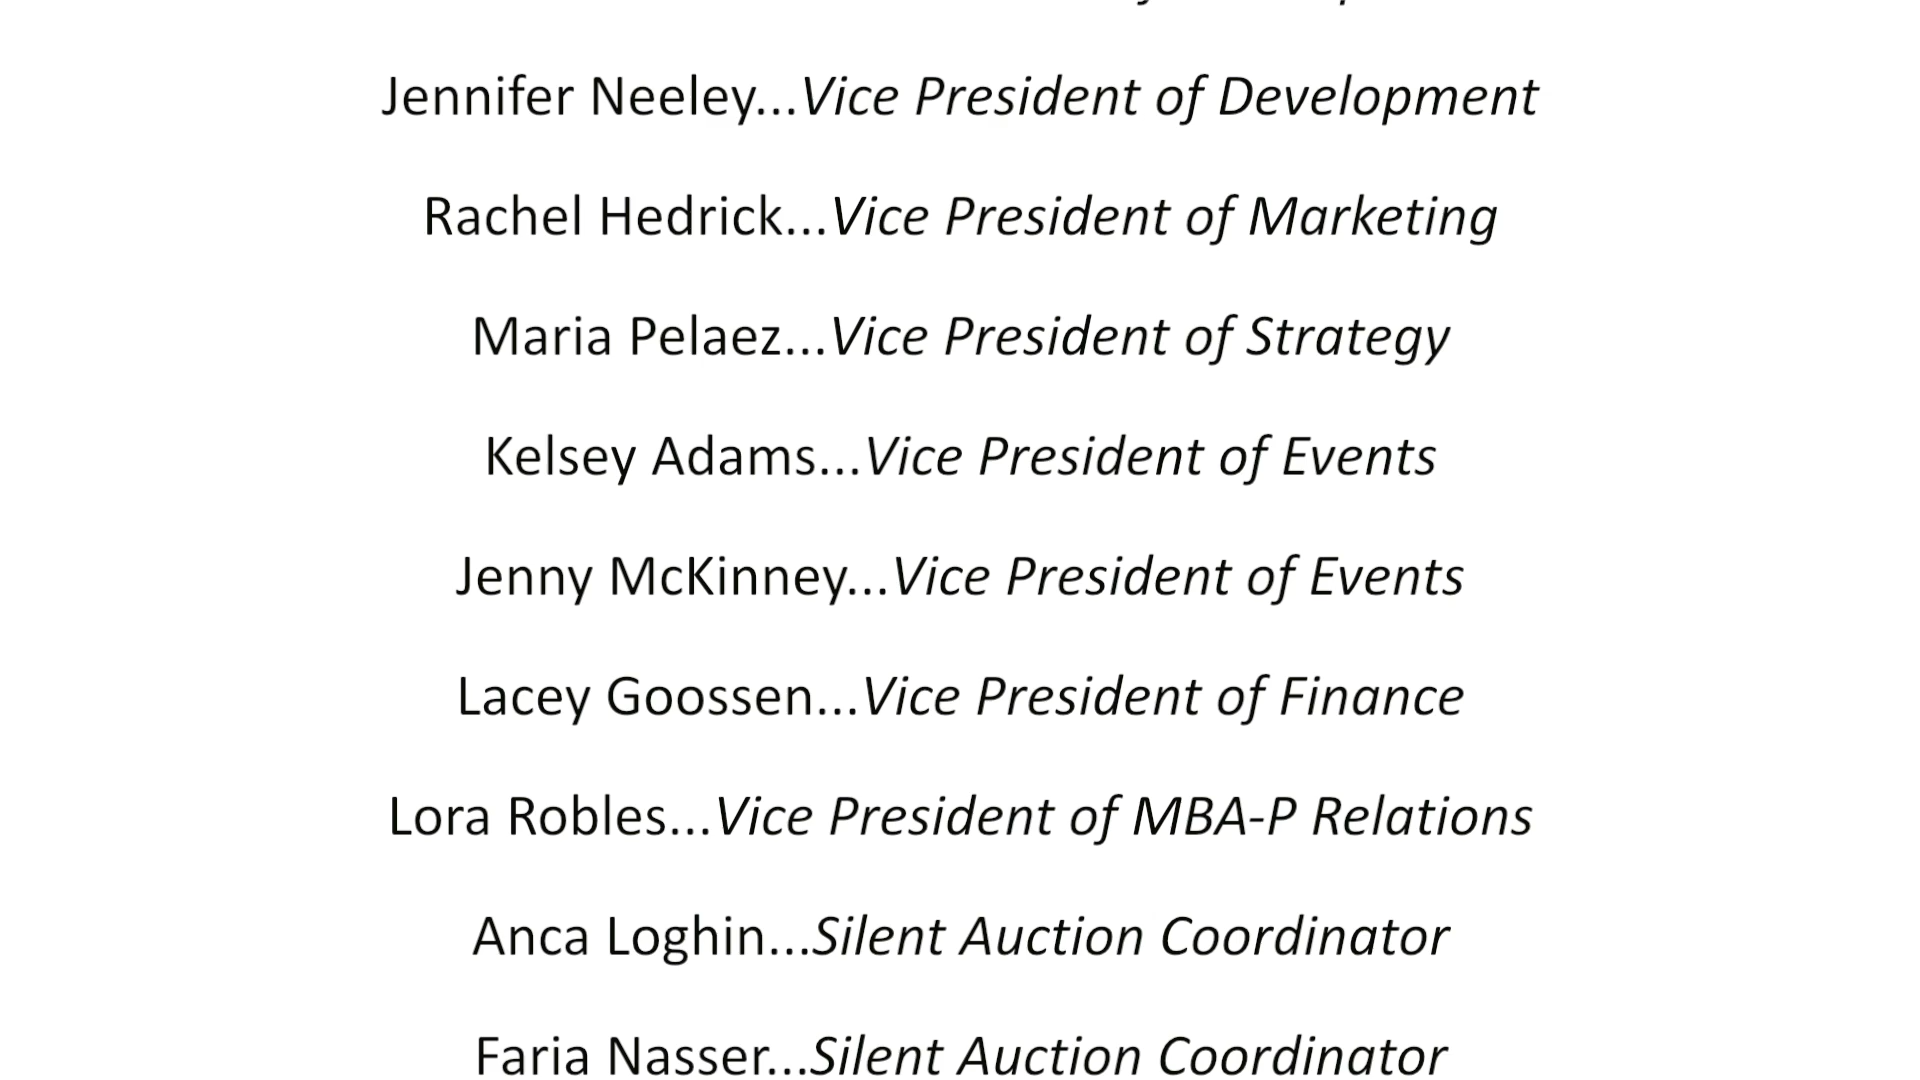 Jennifer Neeley...Vice President of Development
Rachel Hedrick...Vice President of Marketing
Maria Pelaez...Vice President of Strategy
Kelsey Adams...Vice President of Events
Jenny McKinney...Vice President of Events
Lacey Goossen...Vice President of Finance
Lora Robles...Vice President of MBA-P Relations
Anca Loghin...Silent Auction Coordinator
Faria Nasser...Silent Auction Coordinator